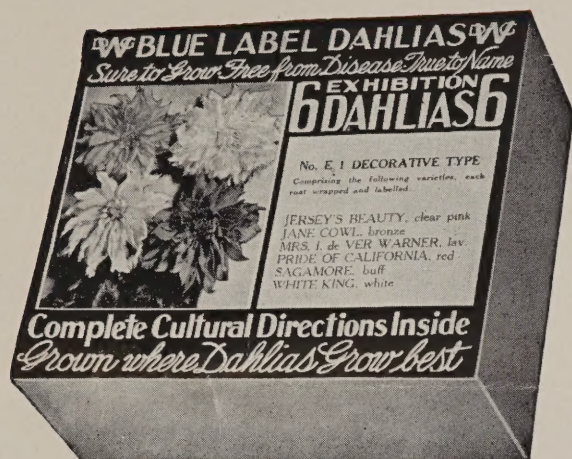 BLUE LABEL DAHLIAS
Sure to Grow Free from Disease True to Name
6 EXHIBITION DAHLIAS 6
No. E 1 DECORATIVE TYPE
Comprising the following varieties, each
root wrapped and labelled.
JERSEY'S BEAUTY, clear pink
JANE COWL, bronze
MRS. I. de VER WARNER, lav.
PRIDE OF CALIFORNIA, red
SAGAMORE, buff
WHITE KING, white
Complete Cultural Directions Inside
Grown where Dahlias Grow best